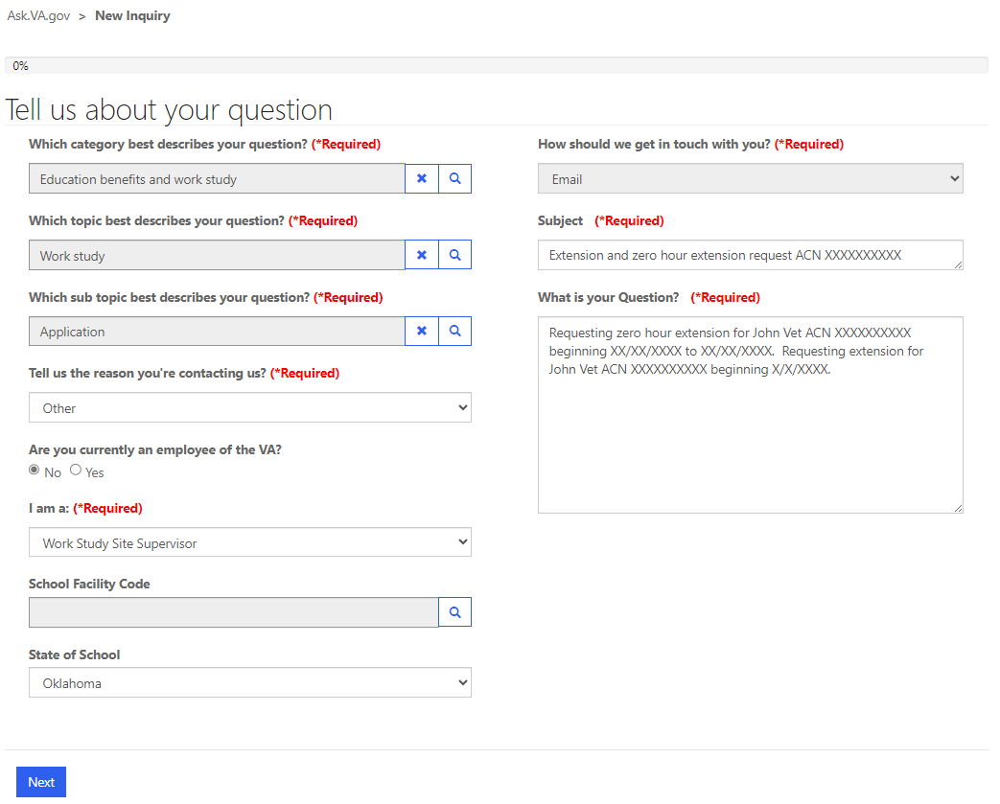 Ask.VA.gov > New Inquiry
0%
Tell us about your question
Which category best describes your question? (*Required)
Education benefits and work study
Which topic best describes your question? (*Required)
Work study
Which sub topic best describes your question? (*Required)
Application
Tell us the reason you're contacting us? (*Required)
Other
Are you currently an employee of the VA?
No Yes
I am a: (*Required)
Work Study Site Supervisor
School Facility Code
State of School
Oklahoma
How should we get in touch with you? (*Required)
Email
Subject (*Required)
Extension and zero hour extension request ACN XXXXXXXXXX
What is your Question? (*Required)
Requesting zero hour extension for John Vet ACN XXXXXXXXXX
beginning XX/XX/XXXX to XX/XX/XXXX. Requesting extension for
John Vet ACN XXXXXXXXXX beginning X/X/XXXX.
Next